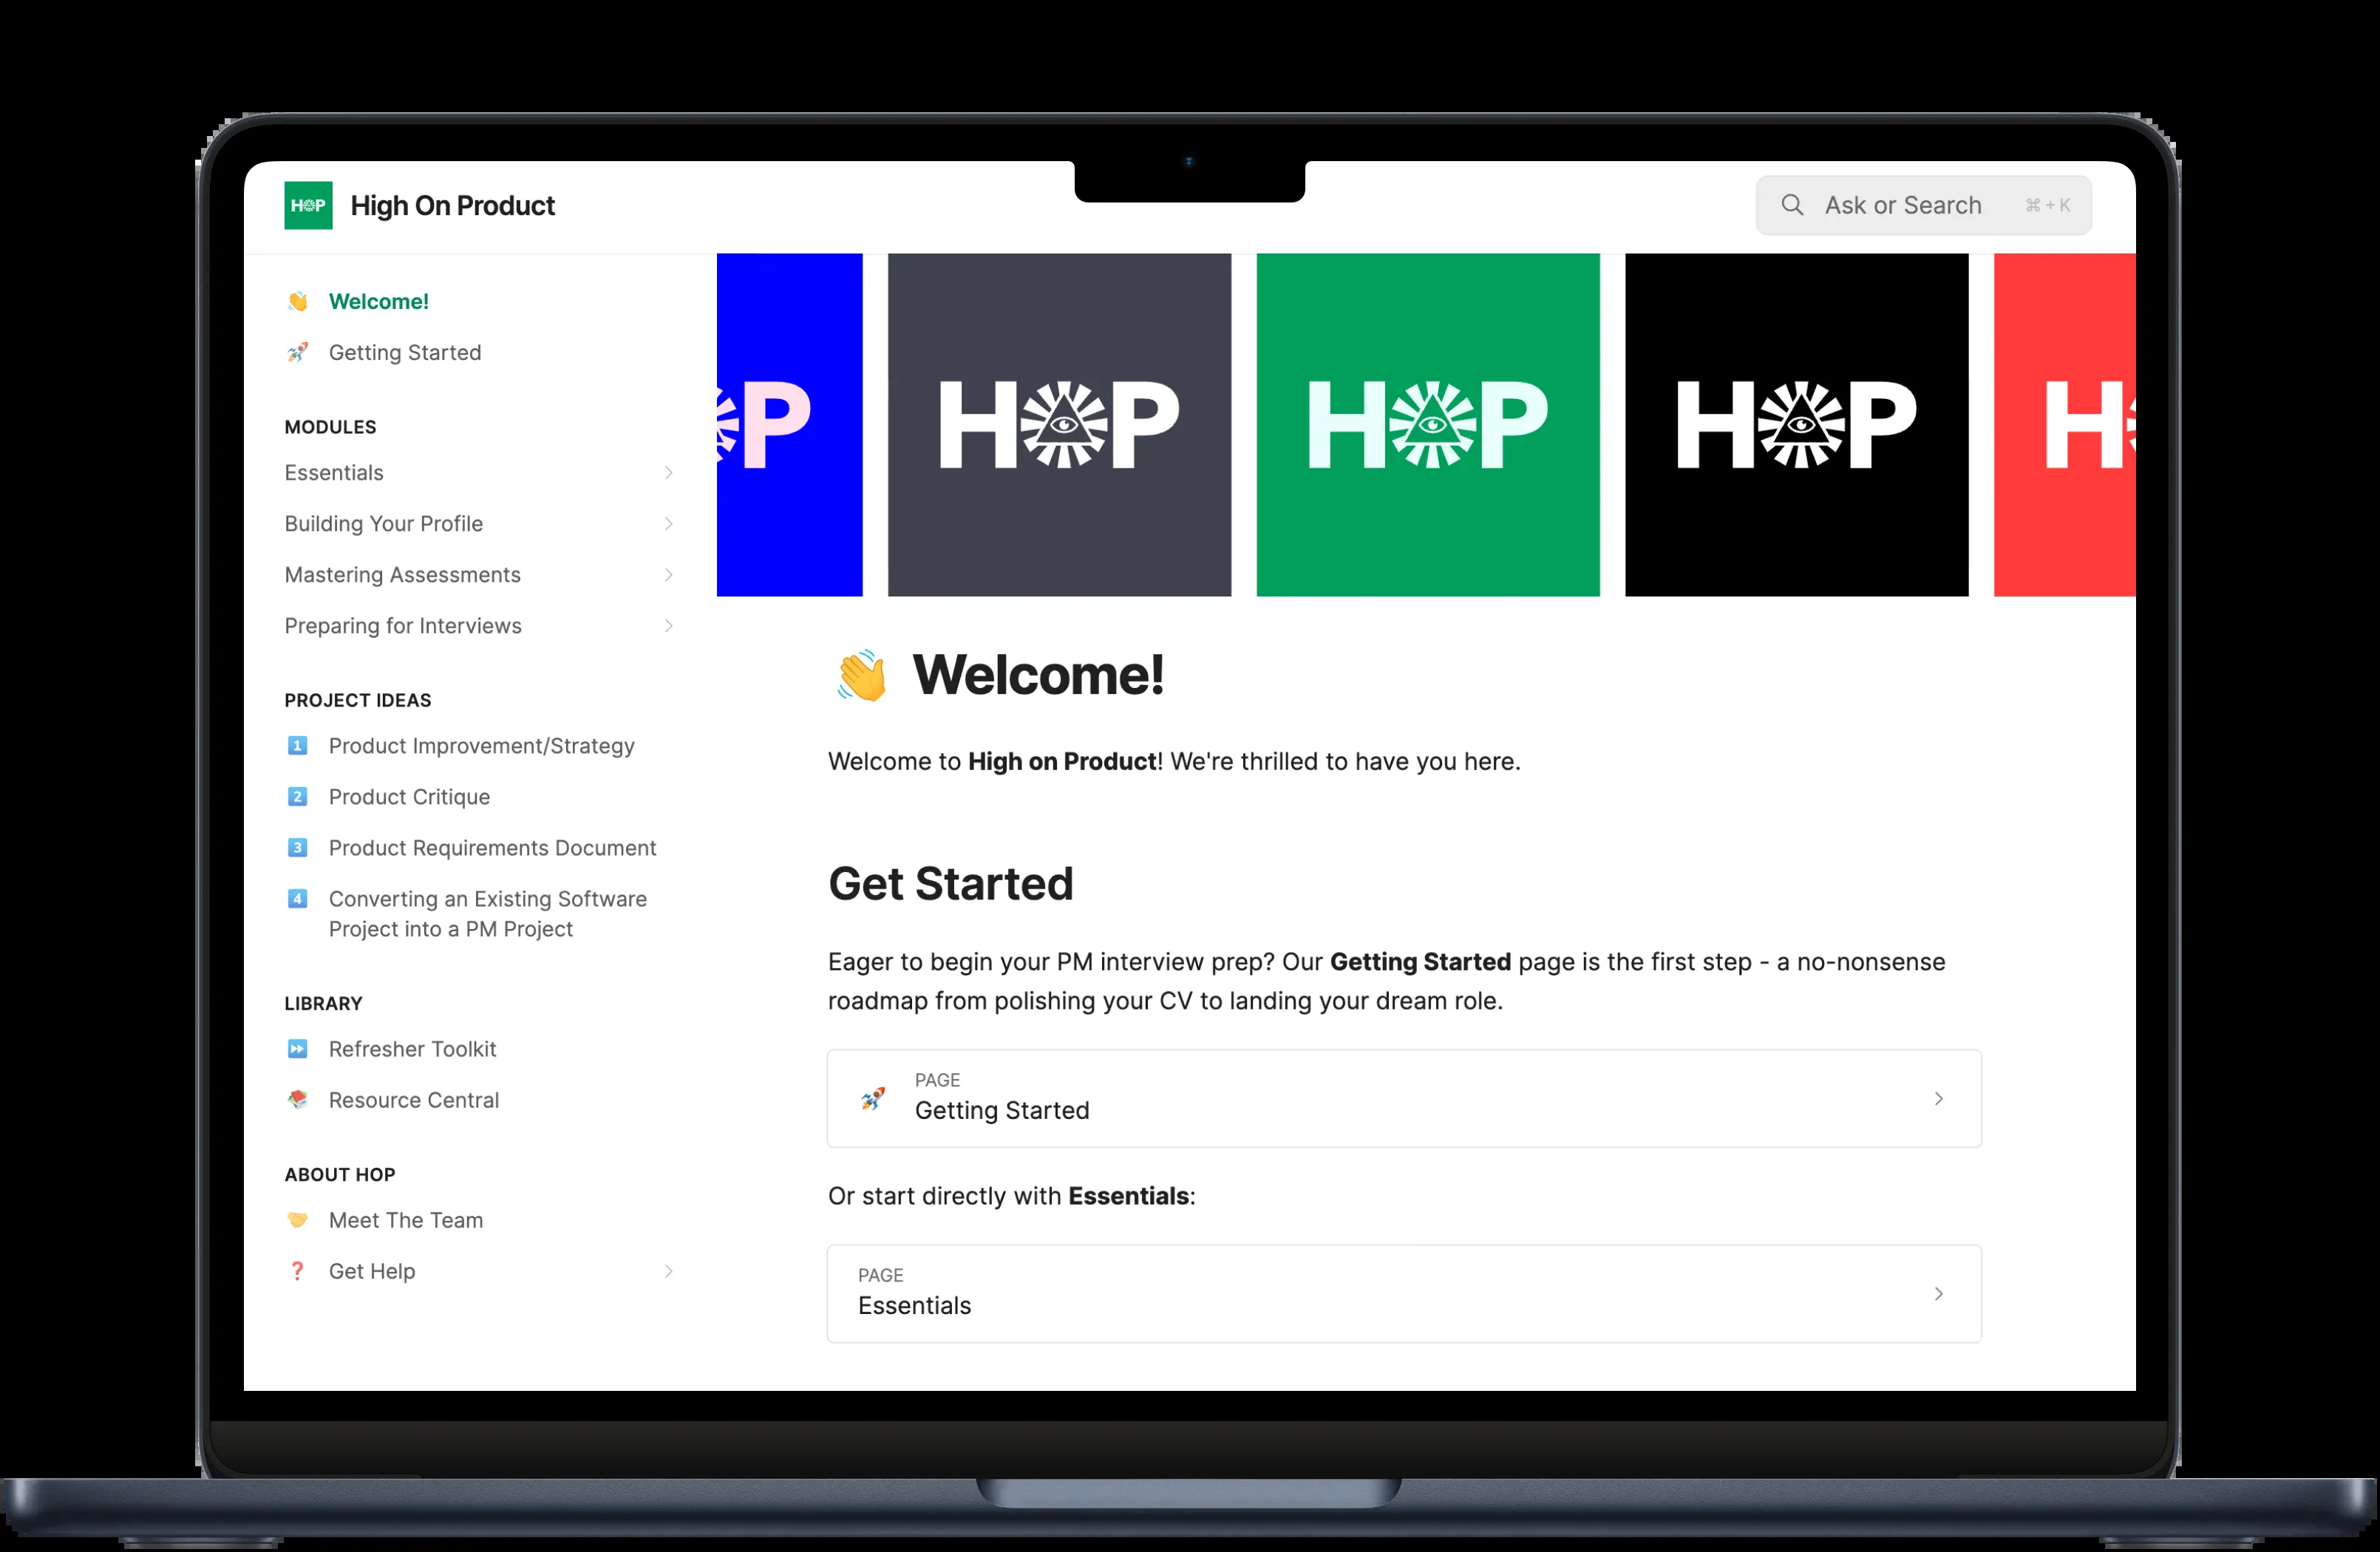 HOP High On Product
Ask or Search ⌘ + K
👋 Welcome!
🚀 Getting Started
MODULES
Essentials
Building Your Profile
Mastering Assessments
Preparing for Interviews
PROJECT IDEAS
1 Product Improvement/Strategy
2 Product Critique
3 Product Requirements Document
4 Converting an Existing Software
Project into a PM Project
LIBRARY
Refresher Toolkit
Resource Central
ABOUT HOP
Meet The Team
❓ Get Help
OP HOP HOP HOP H
👋 Welcome!
Welcome to High on Product! We're thrilled to have you here.
Get Started
Eager to begin your PM interview prep? Our Getting Started page is the first step - a no-nonsense
roadmap from polishing your CV to landing your dream role.
PAGE
Getting Started
Or start directly with Essentials:
PAGE
Essentials